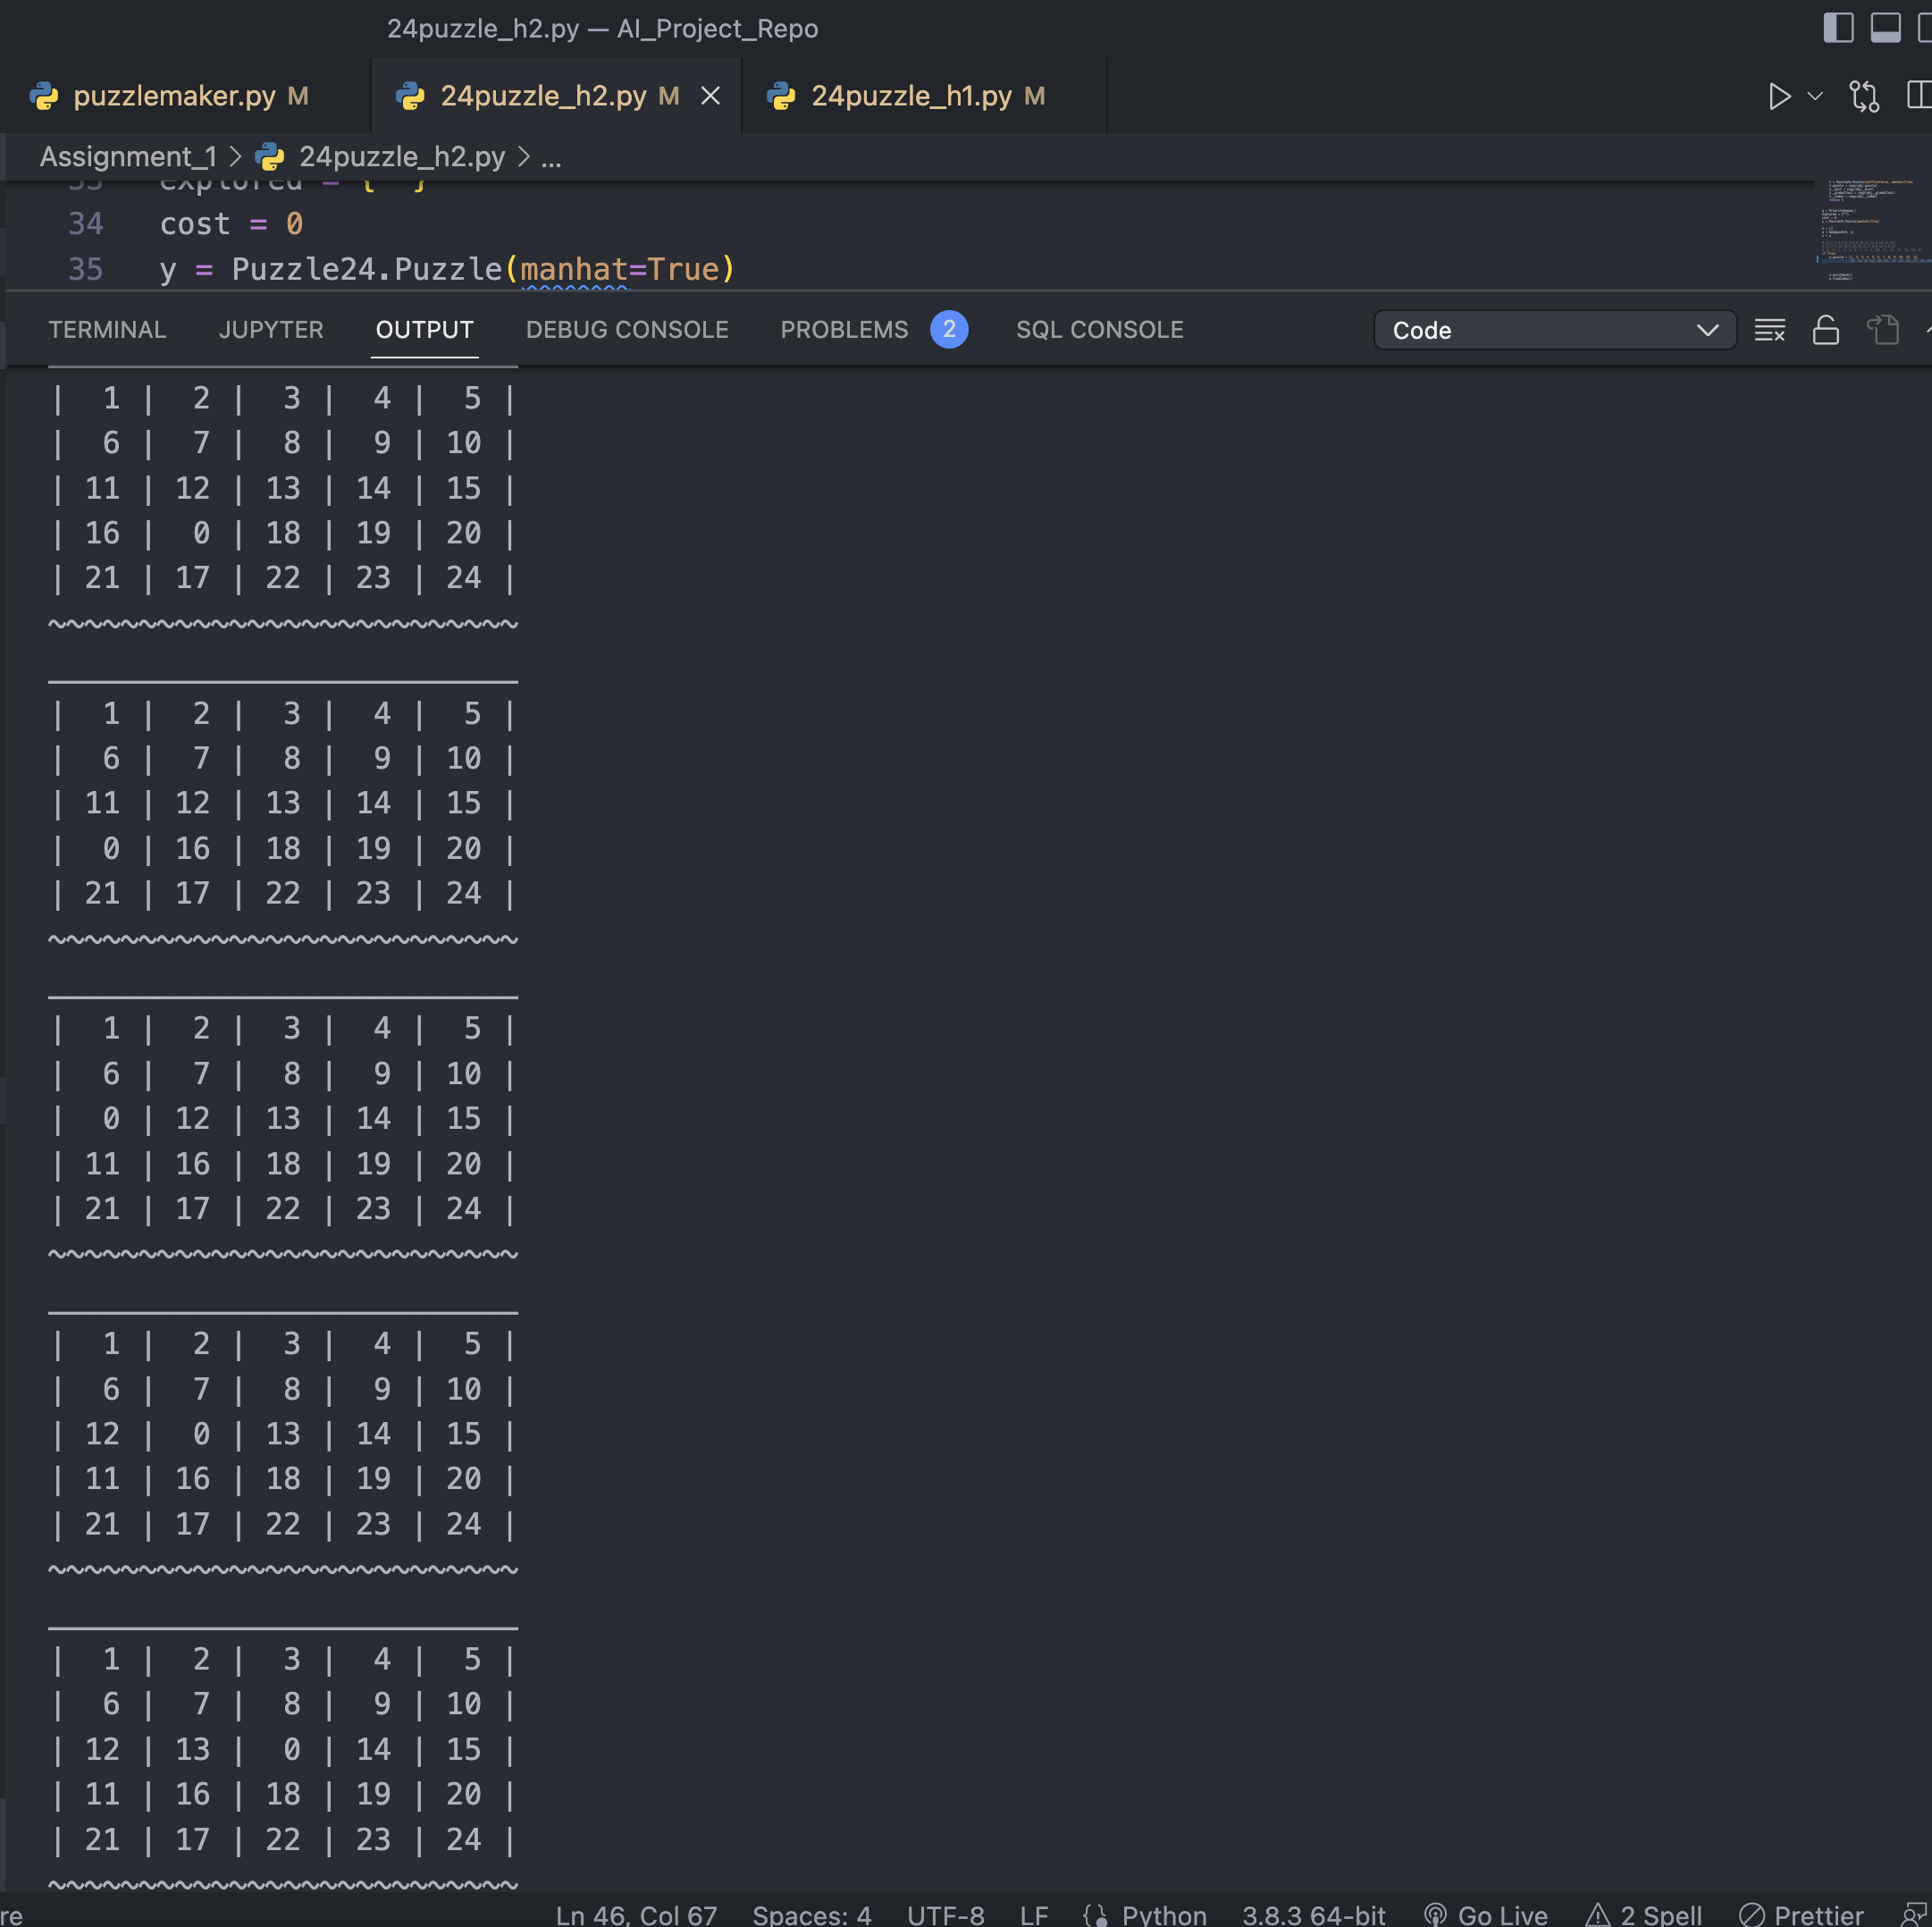 24puzzle_h2.py — AI_Project_Repo
puzzlemaker.py M 24puzzle_h2.py M 24puzzle_h1.py M
Assignment_1 > 24puzzle_h2.py > ...
33 explored = {" "}
34 cost = 0
35 y = Puzzle24.Puzzle(manhat=True)
TERMINAL JUPYTER OUTPUT DEBUG CONSOLE PROBLEMS 2 SQL CONSOLE Code
| 1 | 2 | 3 | 4 | 5 |
| 6 | 7 | 8 | 9 | 10 |
| 11 | 12 | 13 | 14 | 15 |
| 16 | 0 | 18 | 19 | 20 |
| 21 | 17 | 22 | 23 | 24 |
~~~~~~~~~~~~~~~~~~~~~~~~~~
__________________________
| 1 | 2 | 3 | 4 | 5 |
| 6 | 7 | 8 | 9 | 10 |
| 11 | 12 | 13 | 14 | 15 |
| 0 | 16 | 18 | 19 | 20 |
| 21 | 17 | 22 | 23 | 24 |
~~~~~~~~~~~~~~~~~~~~~~~~~~
__________________________
| 1 | 2 | 3 | 4 | 5 |
| 6 | 7 | 8 | 9 | 10 |
| 0 | 12 | 13 | 14 | 15 |
| 11 | 16 | 18 | 19 | 20 |
| 21 | 17 | 22 | 23 | 24 |
~~~~~~~~~~~~~~~~~~~~~~~~~~
__________________________
| 1 | 2 | 3 | 4 | 5 |
| 6 | 7 | 8 | 9 | 10 |
| 12 | 0 | 13 | 14 | 15 |
| 11 | 16 | 18 | 19 | 20 |
| 21 | 17 | 22 | 23 | 24 |
~~~~~~~~~~~~~~~~~~~~~~~~~~
__________________________
| 1 | 2 | 3 | 4 | 5 |
| 6 | 7 | 8 | 9 | 10 |
| 12 | 13 | 0 | 14 | 15 |
| 11 | 16 | 18 | 19 | 20 |
| 21 | 17 | 22 | 23 | 24 |
~~~~~~~~~~~~~~~~~~~~~~~~~~
re Ln 46, Col 67 Spaces: 4 UTF-8 LF Python 3.8.3 64-bit Go Live 2 Spell Prettier